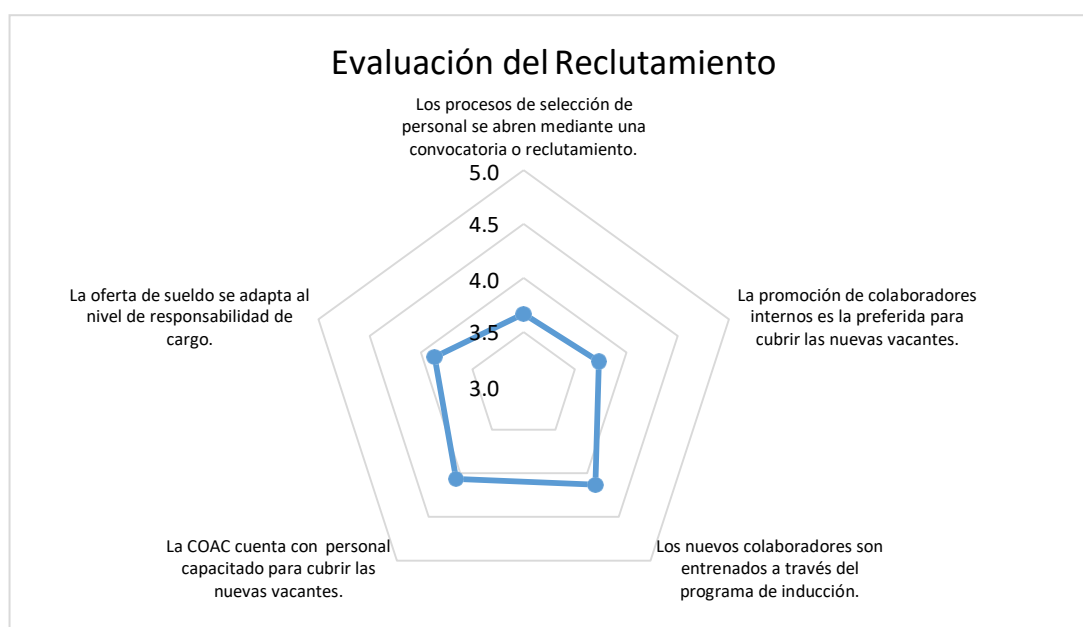 Evaluación del Reclutamiento
Los procesos de selección de
personal se abren mediante una
convocatoria o reclutamiento.
5.0
4.5
4.0
3.5
3.0
La promoción de colaboradores
internos es la preferida para
cubrir las nuevas vacantes.
Los nuevos colaboradores son
entrenados a través del
programa de inducción.
La COAC cuenta con personal
capacitado para cubrir las
nuevas vacantes.
La oferta de sueldo se adapta al
nivel de responsabilidad de
cargo.